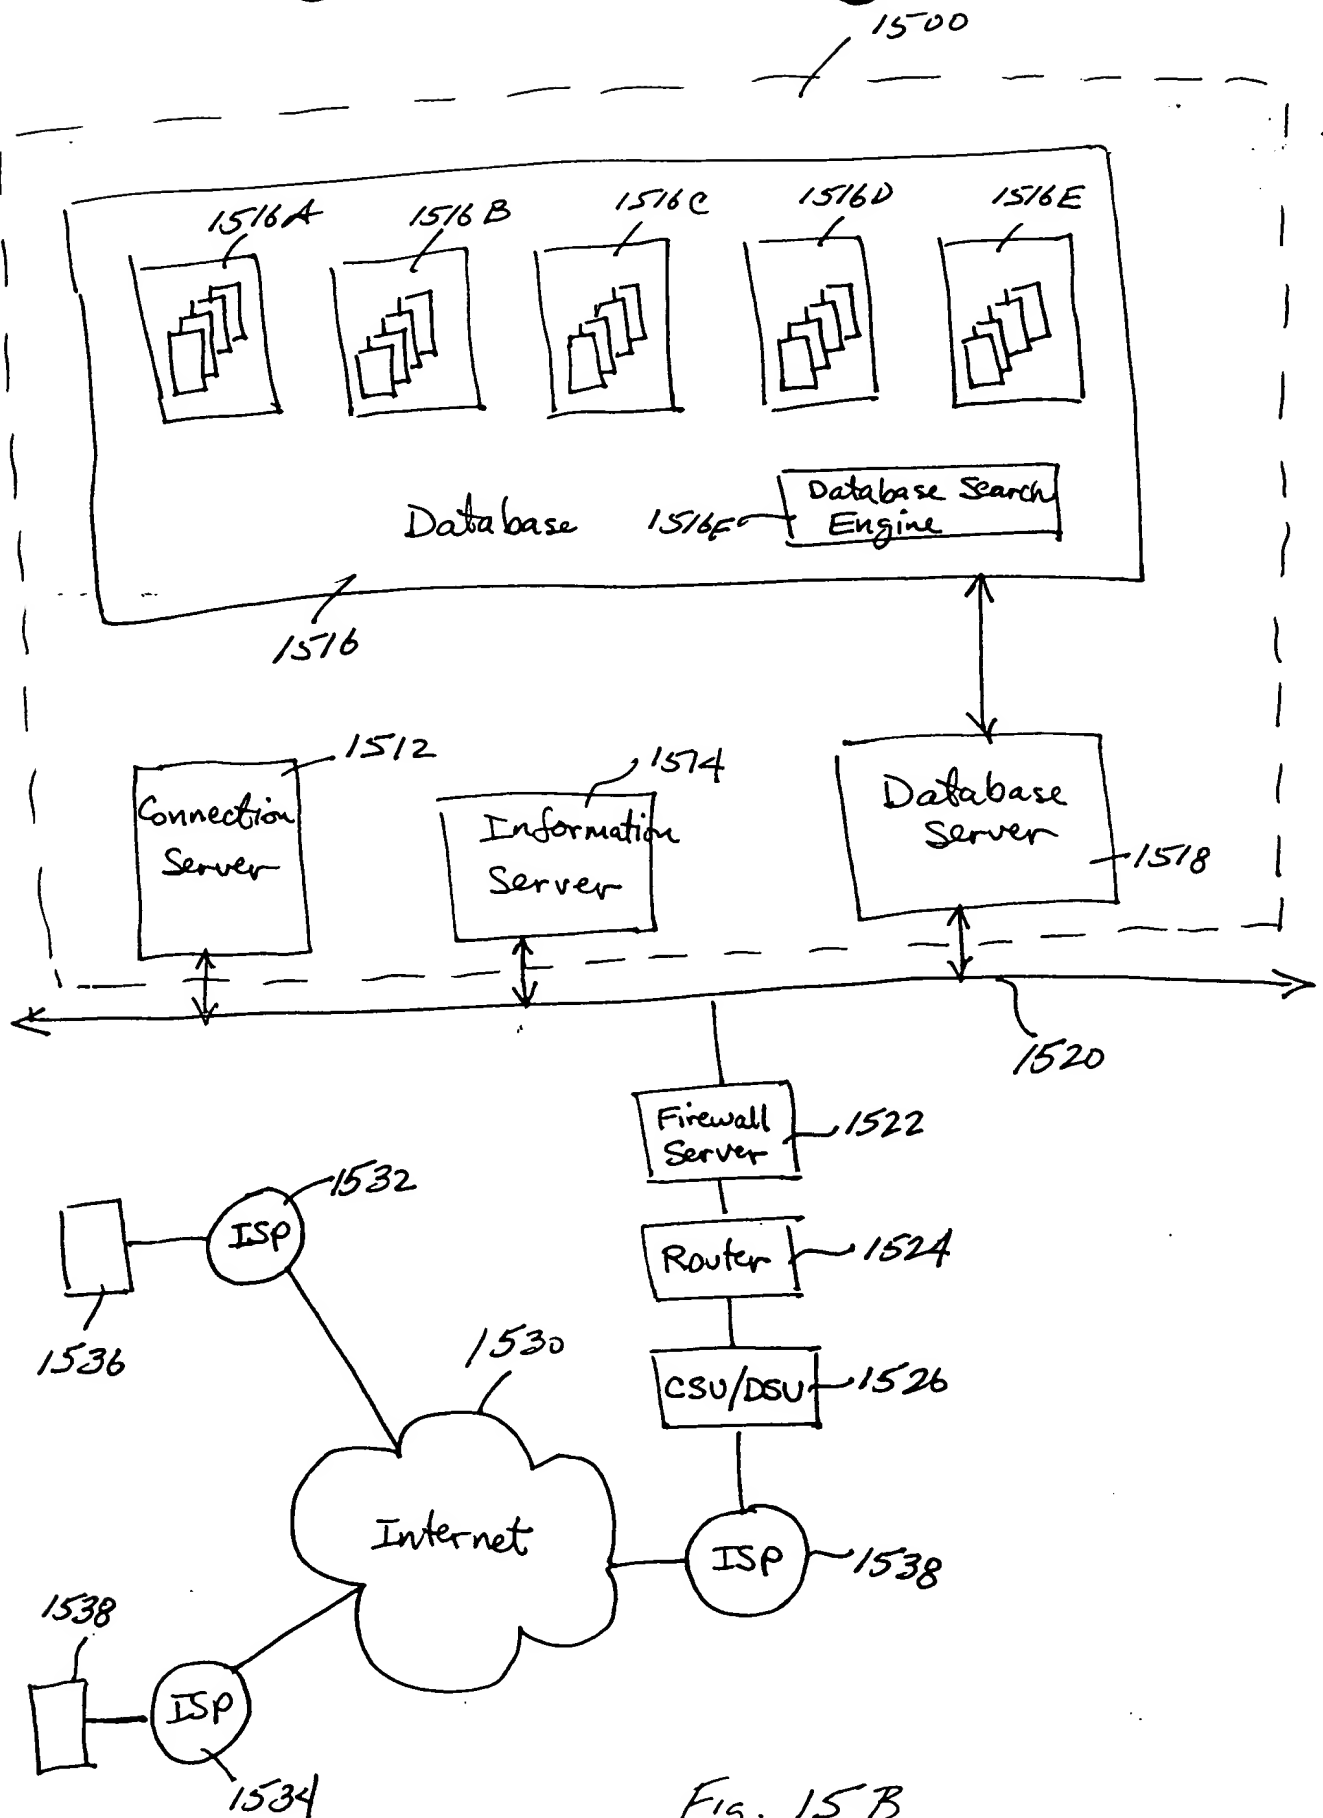 1500
1516A
1516B
1516C
1516D
1516E
Database
1516F
Database Search
Engine
1516
1512
Connection
Server
1514
Information
Server
Database
Server
1518
1520
Firewall
Server
1522
1532
ISP
Router
1524
1536
1530
CSU/DSU
1526
Internet
ISP
1538
1538
ISP
1534
Fig. 15B